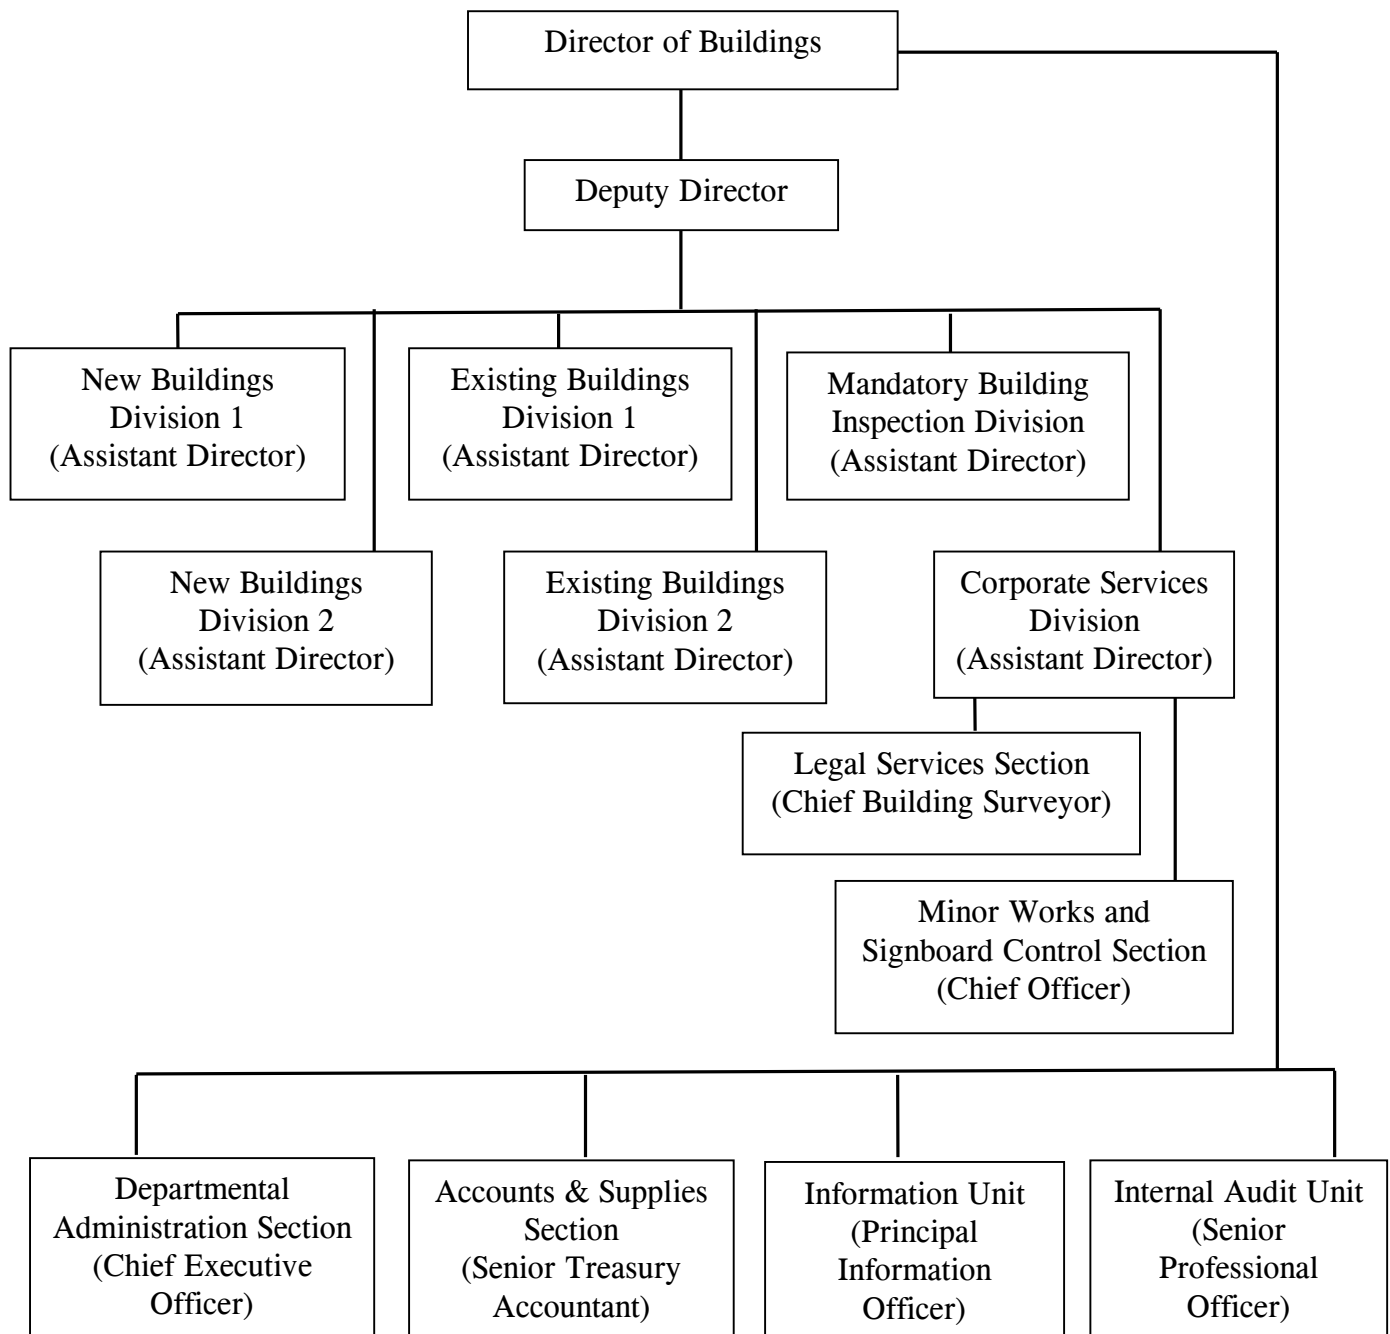 Director of Buildings
Deputy Director
New Buildings
Division 1
(Assistant Director)
Existing Buildings
Division 1
(Assistant Director)
Mandatory Building
Inspection Division
(Assistant Director)
New Buildings
Division 2
(Assistant Director)
Existing Buildings
Division 2
(Assistant Director)
Corporate Services
Division
(Assistant Director)
Legal Services Section
(Chief Building Surveyor)
Minor Works and
Signboard Control Section
(Chief Officer)
Departmental
Administration Section
(Chief Executive
Officer)
Accounts & Supplies
Section
(Senior Treasury
Accountant)
Information Unit
(Principal
Information
Officer)
Internal Audit Unit
(Senior
Professional
Officer)